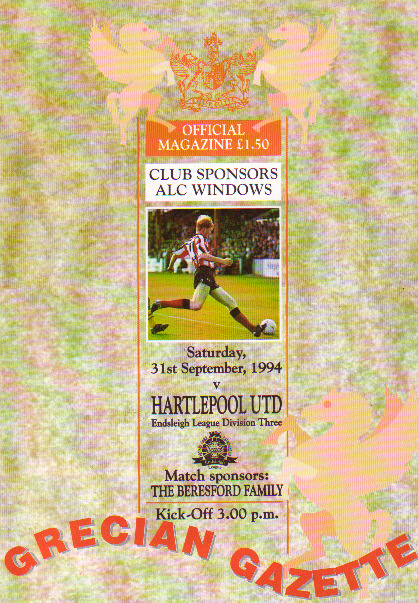 OFFICIAL
MAGAZINE £1.50
CLUB SPONSORS
ALC WINDOWS
Saturday,
31st September, 1994
v
HARTLEPOOL UTD
Endsleigh League Division Three
Match sponsors:
THE BERESFORD FAMILY
Kick-Off 3.00 p.m.
GRECIAN GAZETTE